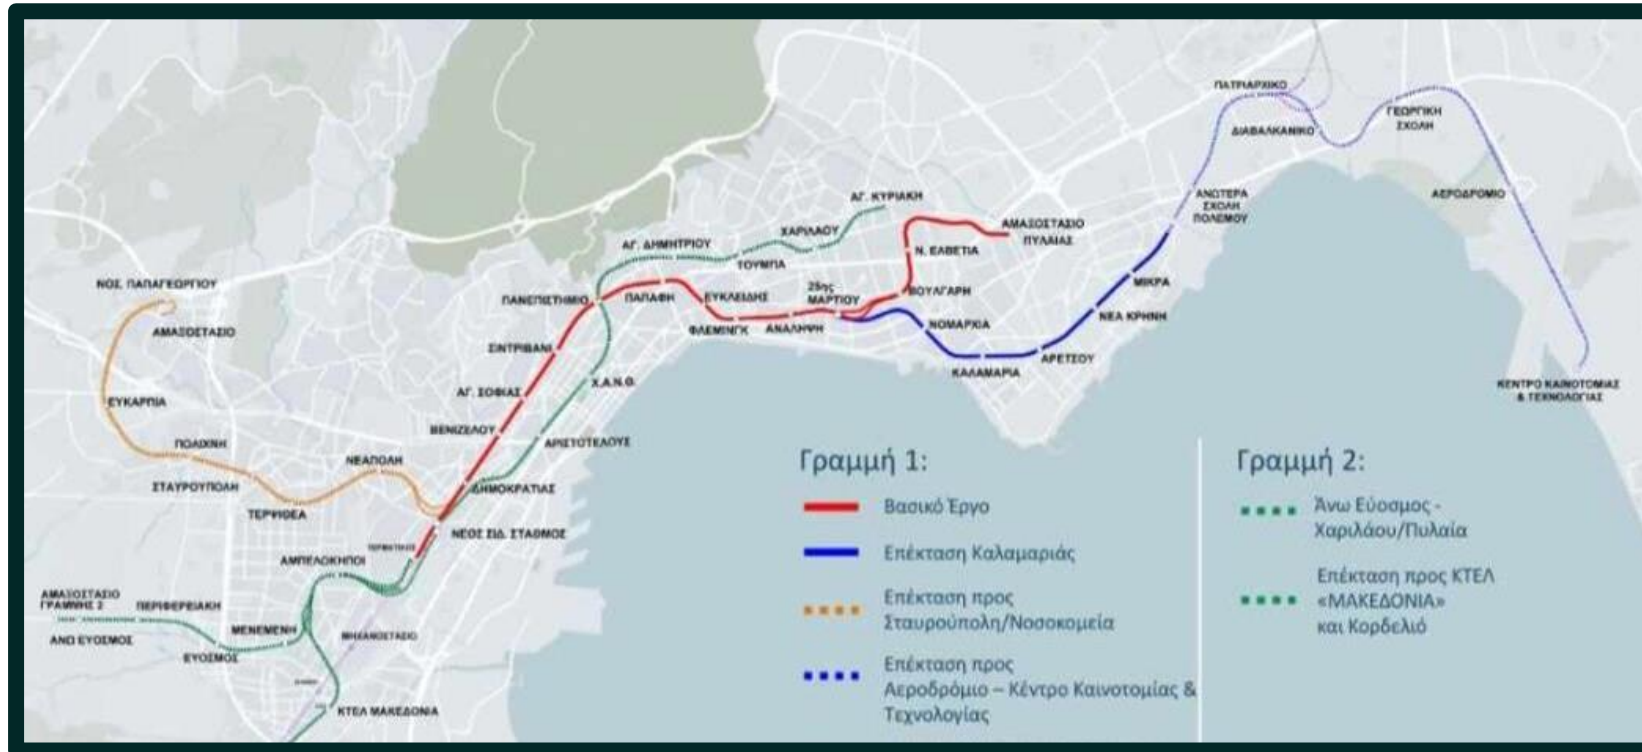 ΠΑΤΡΙΑΡΧΙΚΟ
ΓΕΩΡΓΙΚΗ
ΣΧΟΛΗ
ΔΙΑΒΑΛΚΑΝΙΚΟ
ΑΝΩΤΕΡΑ
ΣΧΟΛΗ
ΠΟΛΕΜΟΥ
ΑΕΡΟΔΡΟΜΙΟ
ΑΓ. ΚΥΡΙΑΚΗ
ΑΜΑΞΟΣΤΑΣΙΟ
ΠΥΛΑΙΑΣ
ΧΑΡΙΛΑΟΥ
ΑΓ. ΔΗΜΗΤΡΙΟΥ
ΤΟΥΜΠΑ
Ν. ΕΛΒΕΤΙΑ
ΝΟΣ. ΠΑΠΑΓΕΩΡΓΙΟΥ
ΑΜΑΞΟΣΤΑΣΙΟ
ΠΑΝΕΠΙΣΤΗΜΙΟ
ΠΑΠΑΦΗ
ΕΥΚΛΕΙΔΗΣ
25ης
ΜΑΡΤΙΟΥ
ΒΟΥΛΓΑΡΗ
ΜΙΚΡΑ
ΦΛΕΜΙΝΓΚ
ΑΝΑΛΗΨΗ
ΝΟΜΑΡΧΙΑ
ΝΕΑ ΚΡΗΝΗ
ΣΙΝΤΡΙΒΑΝΙ
ΑΡΕΤΣΟΥ
ΚΑΛΑΜΑΡΙΑ
Χ.Α.Ν.Θ.
ΑΓ. ΣΟΦΙΑΣ
ΚΕΝΤΡΟ ΚΑΙΝΟΤΟΜΙΑΣ
& ΤΕΧΝΟΛΟΓΙΑΣ
ΕΥΚΑΡΠΙΑ
ΒΕΝΙΖΕΛΟΥ
ΑΡΙΣΤΟΤΕΛΟΥΣ
ΠΟΛΙΧΝΗ
ΝΕΑΠΟΛΗ
ΣΤΑΥΡΟΥΠΟΛΗ
ΔΗΜΟΚΡΑΤΙΑΣ
ΤΕΡΨΙΘΕΑ
ΝΕΟΣ ΣΙΔ. ΣΤΑΘΜΟΣ
ΑΜΠΕΛΟΚΗΠΟΙ
ΑΜΑΞΟΣΤΑΣΙΟ
ΓΡΑΜΜΗΣ 2
ΠΕΡΙΦΕΡΕΙΑΚΗ
ΑΝΩ ΕΥΟΣΜΟΣ
ΜΕΝΕΜΕΝΗ
ΜΗΧΑΝΟΣΤΑΣΙΟ
ΕΥΟΣΜΟΣ
ΚΤΕΛ ΜΑΚΕΔΟΝΙΑ
Γραμμή 1:
Βασικό Έργο
Επέκταση Καλαμαριάς
Επέκταση προς
Σταυρούπολη/Νοσοκομεία
Επέκταση προς
Αεροδρόμιο – Κέντρο Καινοτομίας &
Τεχνολογίας
Γραμμή 2:
Άνω Εύοσμος -
Χαριλάου/Πυλαία
Επέκταση προς ΚΤΕΛ
«ΜΑΚΕΔΟΝΙΑ»
και Κορδελιό